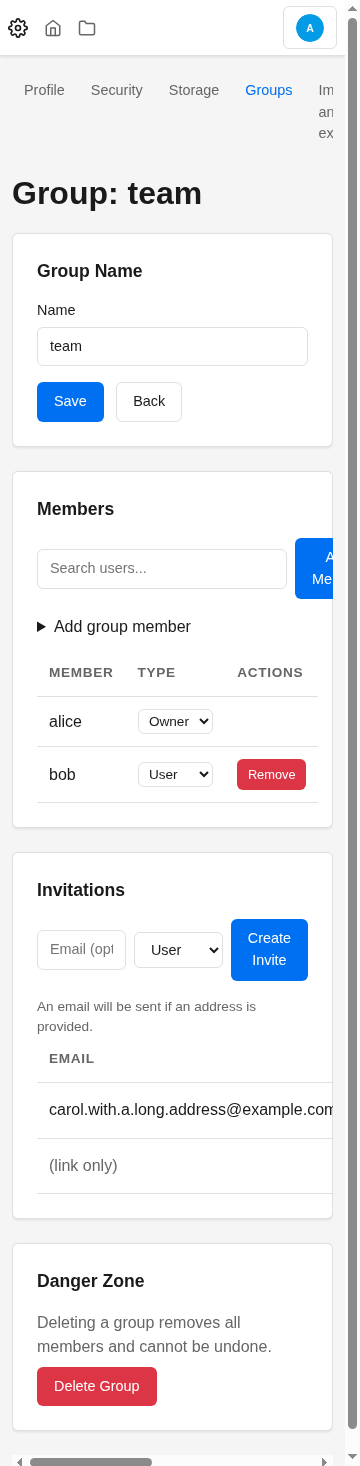 A
Profile Security Storage Groups Im
an
ex
Group: team
Group Name
Name
team
Save Back
Members
Search users... A
Me
Add group member
MEMBER TYPE ACTIONS
alice Owner
bob User Remove
Invitations
Email (opt User Create
Invite
An email will be sent if an address is
provided.
EMAIL
carol.with.a.long.address@example.com
(link only)
Danger Zone
Deleting a group removes all
members and cannot be undone.
Delete Group